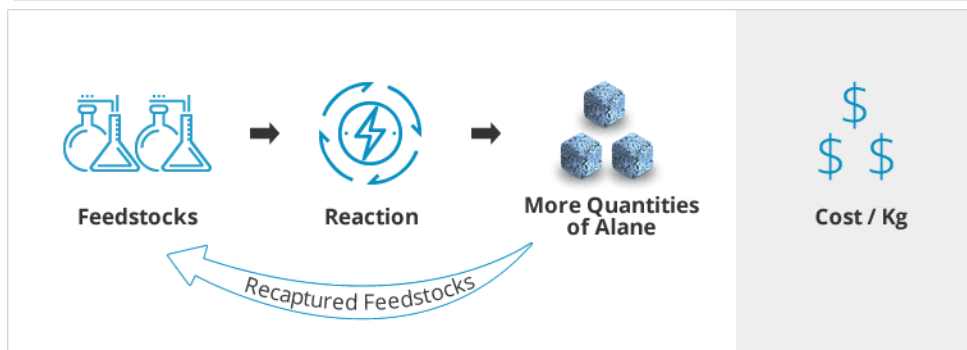 $
$ $
Feedstocks
Reaction
More Quantities
of Alane
Cost / Kg
Recaptured Feedstocks